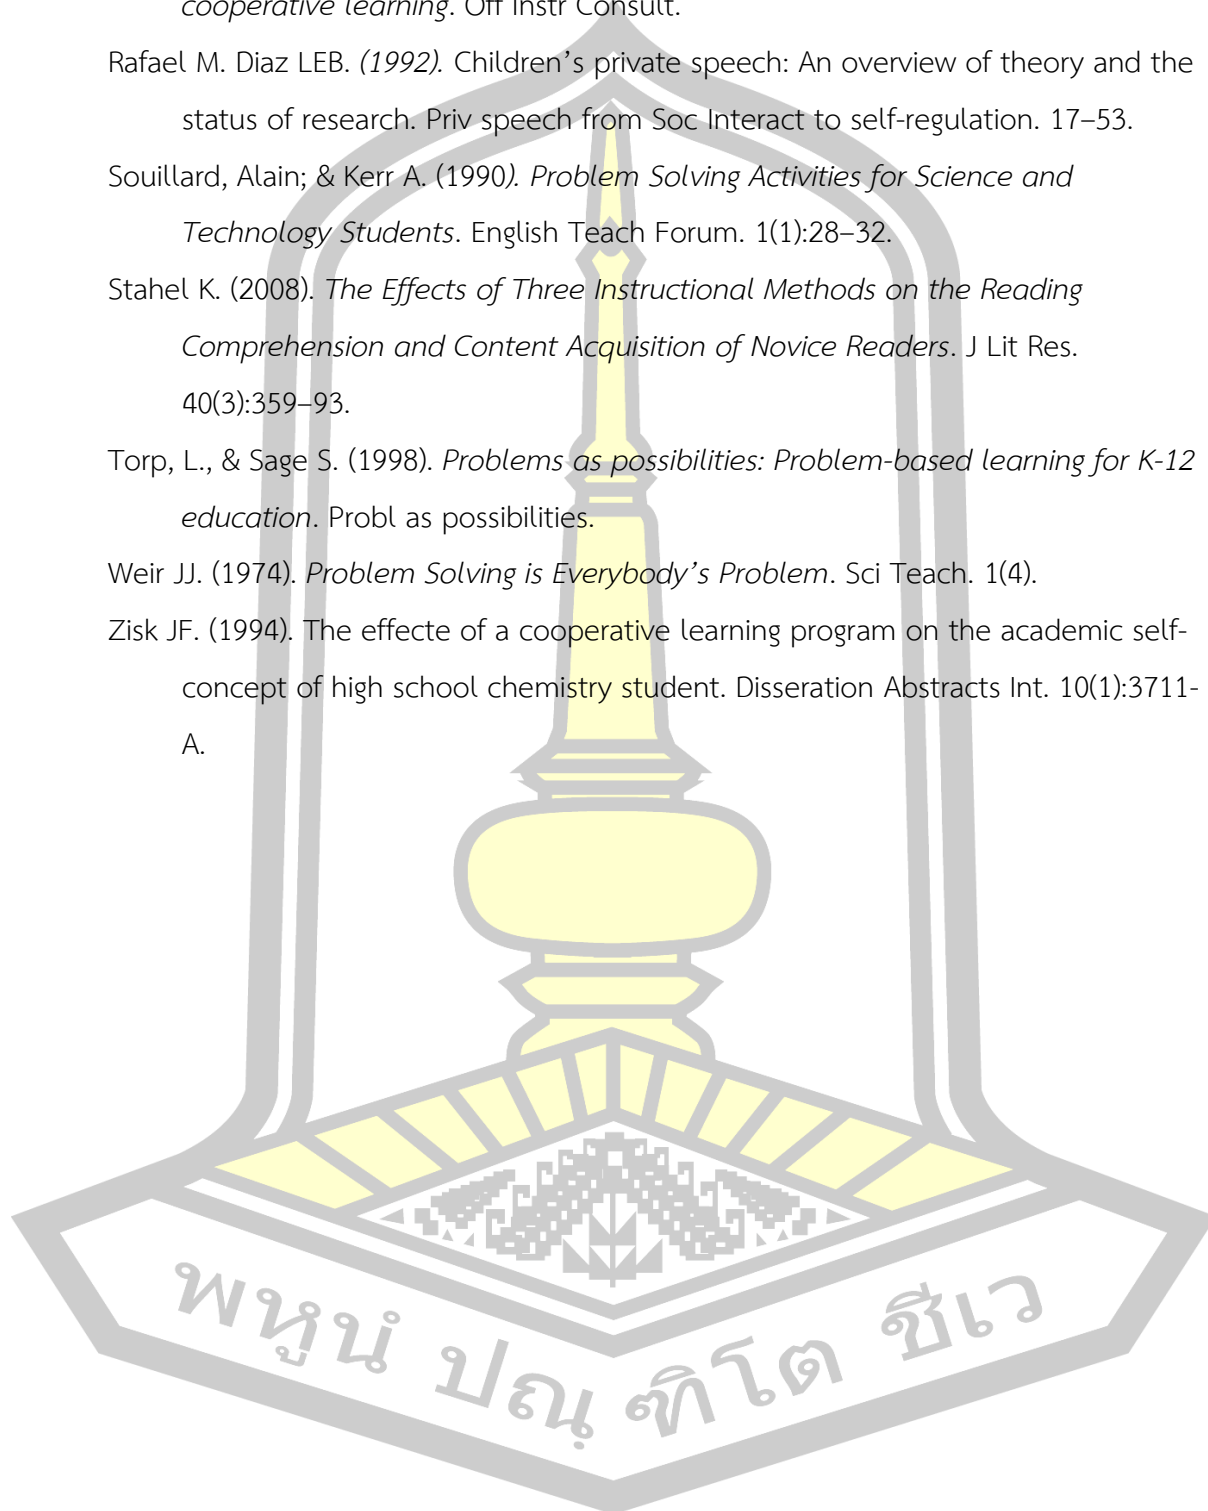 cooperative learning. Off Instr Consult.
Rafael M. Diaz LEB. (1992). Children’s private speech: An overview of theory and the
status of research. Priv speech from Soc Interact to self-regulation. 17–53.
Souillard, Alain; & Kerr A. (1990). Problem Solving Activities for Science and
Technology Students. English Teach Forum. 1(1):28–32.
Stahel K. (2008). The Effects of Three Instructional Methods on the Reading
Comprehension and Content Acquisition of Novice Readers. J Lit Res.
40(3):359–93.
Torp, L., & Sage S. (1998). Problems as possibilities: Problem-based learning for K-12
education. Probl as possibilities.
Weir JJ. (1974). Problem Solving is Everybody’s Problem. Sci Teach. 1(4).
Zisk JF. (1994). The effecte of a cooperative learning program on the academic self-
concept of high school chemistry student. Disseration Abstracts Int. 10(1):3711-
A.
พหูนํ ปณฺฑิโต ชีเว